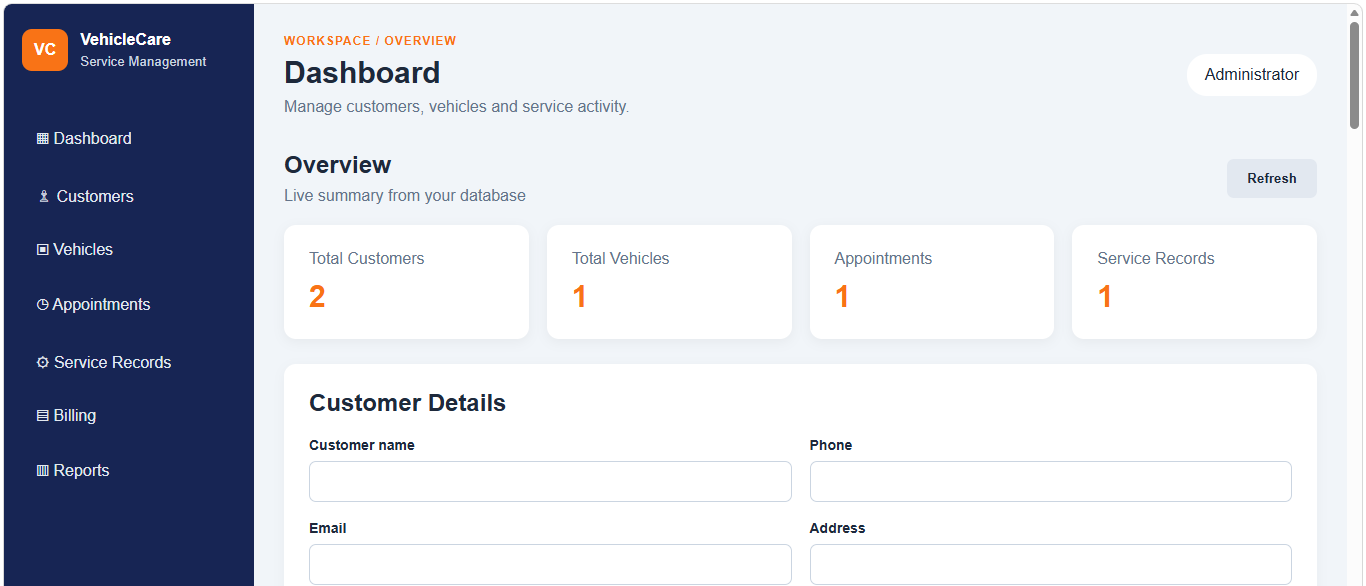 VC
VehicleCare
Service Management
Dashboard
Customers
Vehicles
Appointments
Service Records
Billing
Reports
WORKSPACE / OVERVIEW
Dashboard
Manage customers, vehicles and service activity.
Administrator
Overview
Live summary from your database
Refresh
Total Customers
2
Total Vehicles
1
Appointments
1
Service Records
1
Customer Details
Customer name
Phone
Email
Address